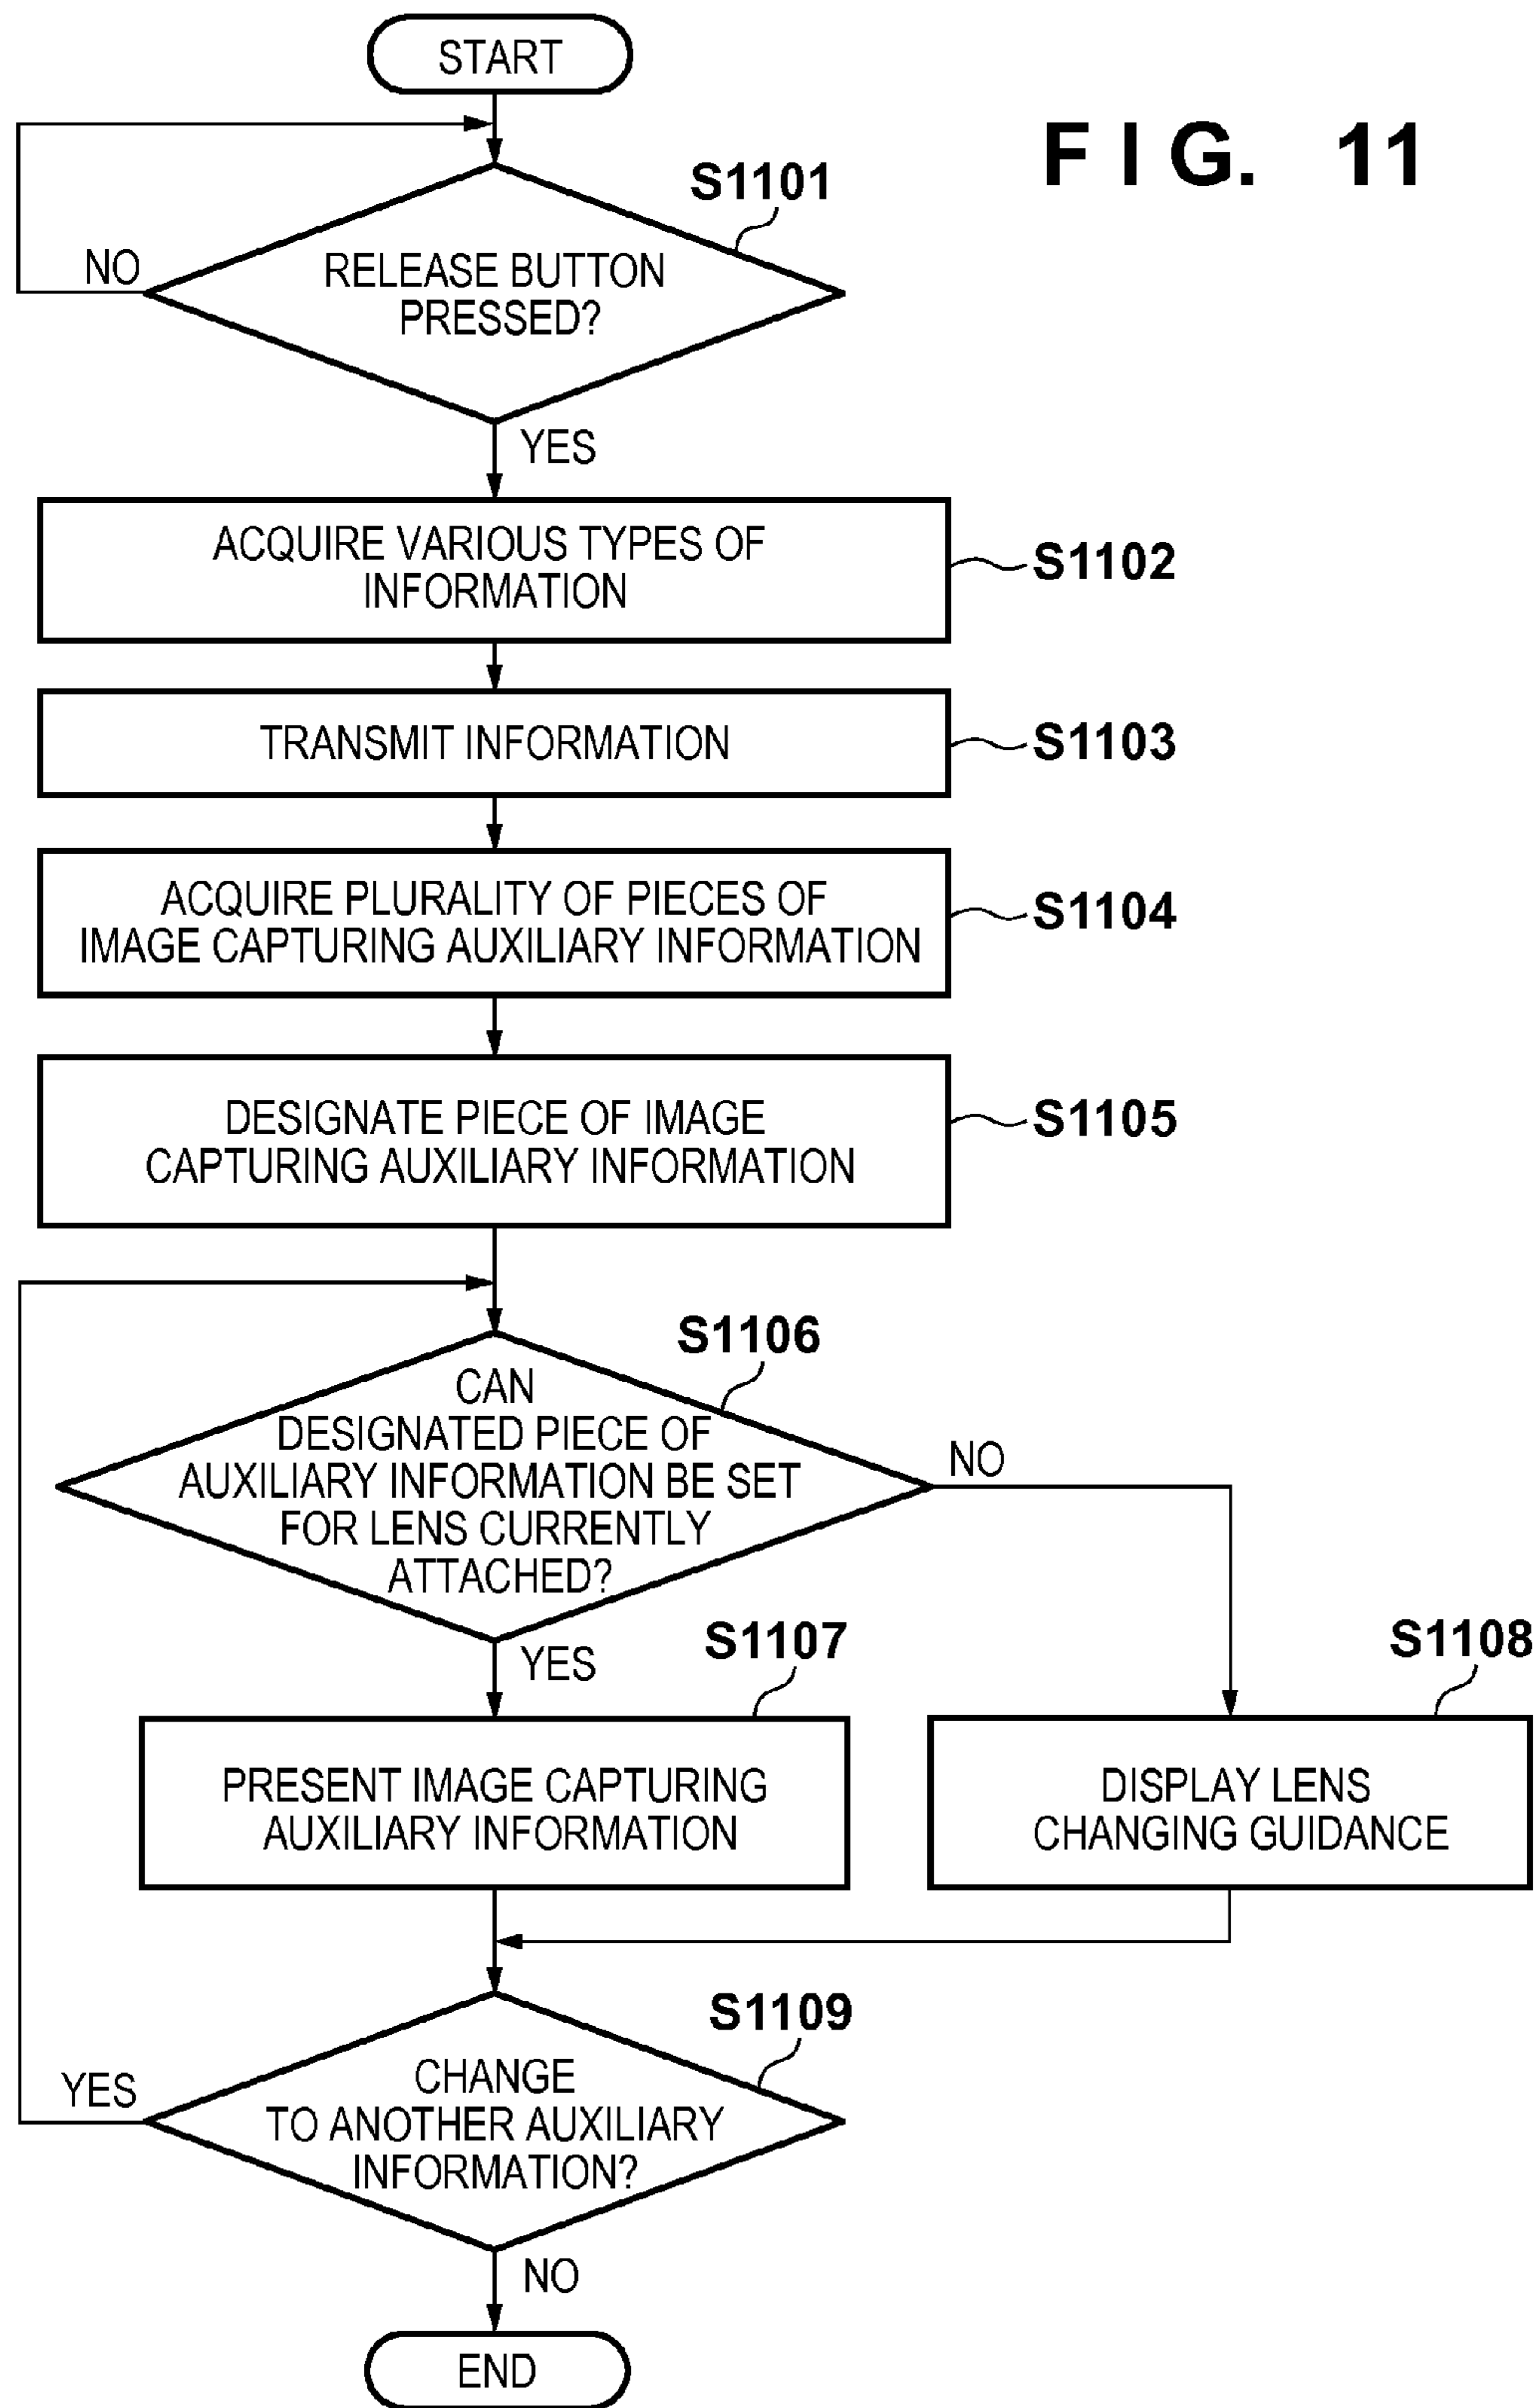 START
FIG. 11
S1101
RELEASE BUTTON
PRESSED?
NO
YES
ACQUIRE VARIOUS TYPES OF
INFORMATION
S1102
TRANSMIT INFORMATION
S1103
ACQUIRE PLURALITY OF PIECES OF
IMAGE CAPTURING AUXILIARY INFORMATION
S1104
DESIGNATE PIECE OF IMAGE
CAPTURING AUXILIARY INFORMATION
S1105
S1106
CAN
DESIGNATED PIECE OF
AUXILIARY INFORMATION BE SET
FOR LENS CURRENTLY
ATTACHED?
NO
YES
S1107
PRESENT IMAGE CAPTURING
AUXILIARY INFORMATION
S1108
DISPLAY LENS
CHANGING GUIDANCE
S1109
CHANGE
TO ANOTHER AUXILIARY
INFORMATION?
YES
NO
END